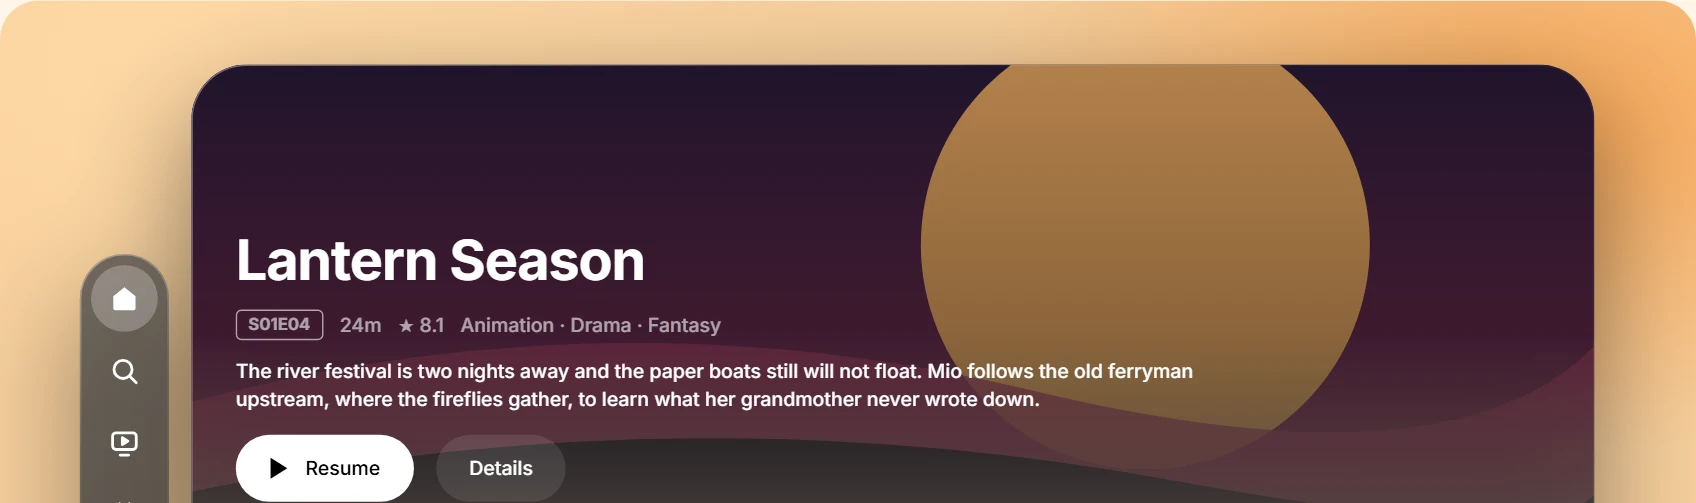 Lantern Season
S01E04 24m ★ 8.1 Animation · Drama · Fantasy
The river festival is two nights away and the paper boats still will not float. Mio follows the old ferryman
upstream, where the fireflies gather, to learn what her grandmother never wrote down.
Resume Details